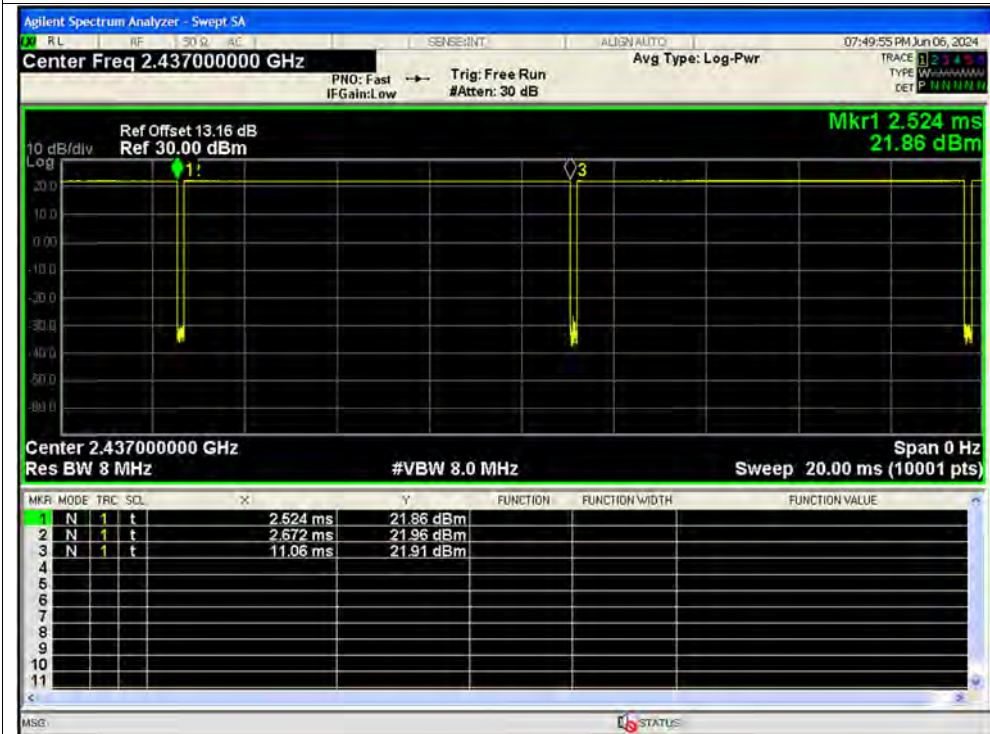 Agilent Spectrum Analyzer - Swept SA
RL RF 50 Ω AC SENSE:INT ALIGN AUTO 07:49:55 PM Jun 06, 2024
Center Freq 2.437000000 GHz Avg Type: Log-Pwr TRACE 1 2 3 4 5 6
PNO: Fast Trig: Free Run TYPE W
IFGain:Low #Atten: 30 dB DET P N N N N N
Mkr1 2.524 ms
21.86 dBm
Ref Offset 13.16 dB
10 dB/div Ref 30.00 dBm
Log
1
3
20.0
10.0
0.00
-10.0
-20.0
-30.0
-40.0
-50.0
-60.0
Center 2.437000000 GHz Span 0 Hz
Res BW 8 MHz #VBW 8.0 MHz Sweep 20.00 ms (10001 pts)
MKR MODE TRC SCL X Y FUNCTION FUNCTION WIDTH FUNCTION VALUE
1 N 1 t 2.524 ms 21.86 dBm
2 N 1 t 2.672 ms 21.96 dBm
3 N 1 t 11.06 ms 21.91 dBm
4
5
6
7
8
9
10
11
MSG STATUS